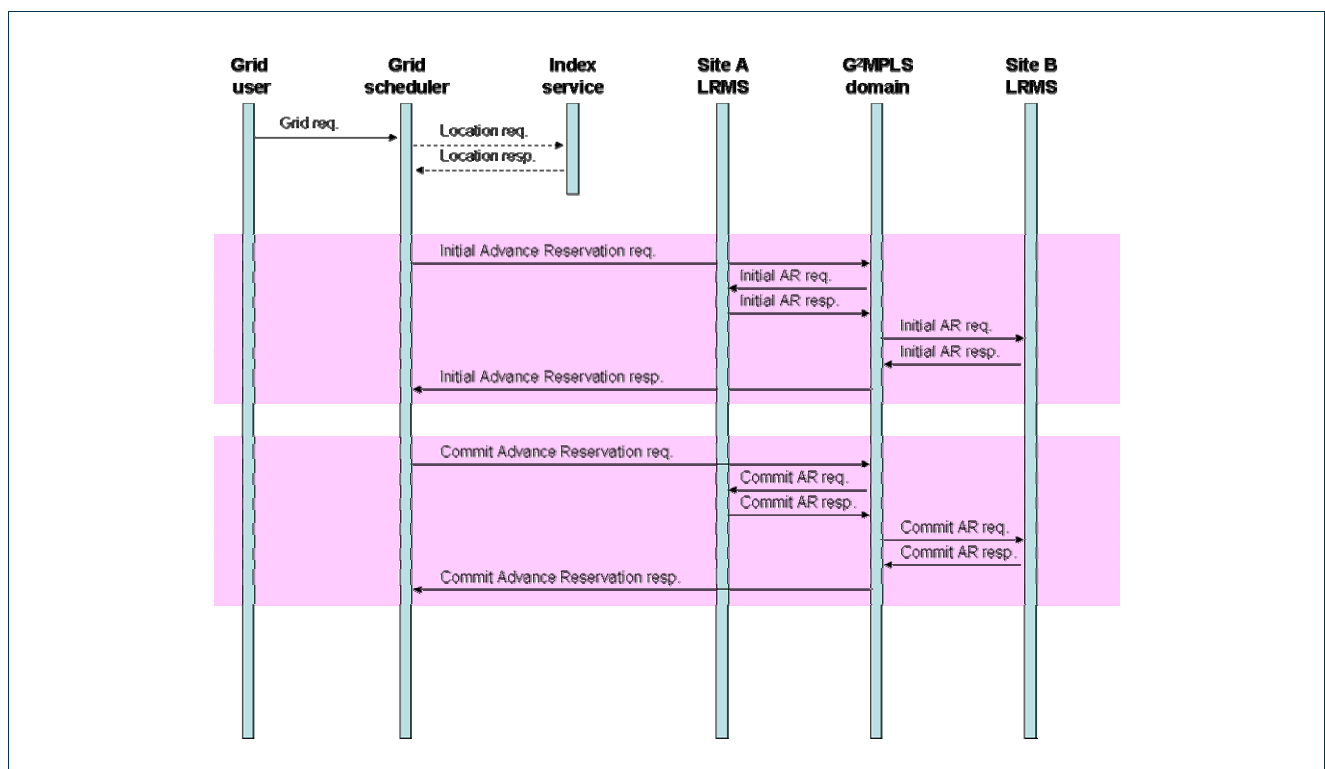 Grid user
Grid scheduler
Index service
Site A LRMS
G²MPLS domain
Site B LRMS
Grid req.
Location req.
Location resp.
Initial Advance Reservation req.
Initial AR req.
Initial AR resp.
Initial AR req.
Initial AR resp.
Initial Advance Reservation resp.
Commit Advance Reservation req.
Commit AR req.
Commit AR resp.
Commit AR req.
Commit AR resp.
Commit Advance Reservation resp.